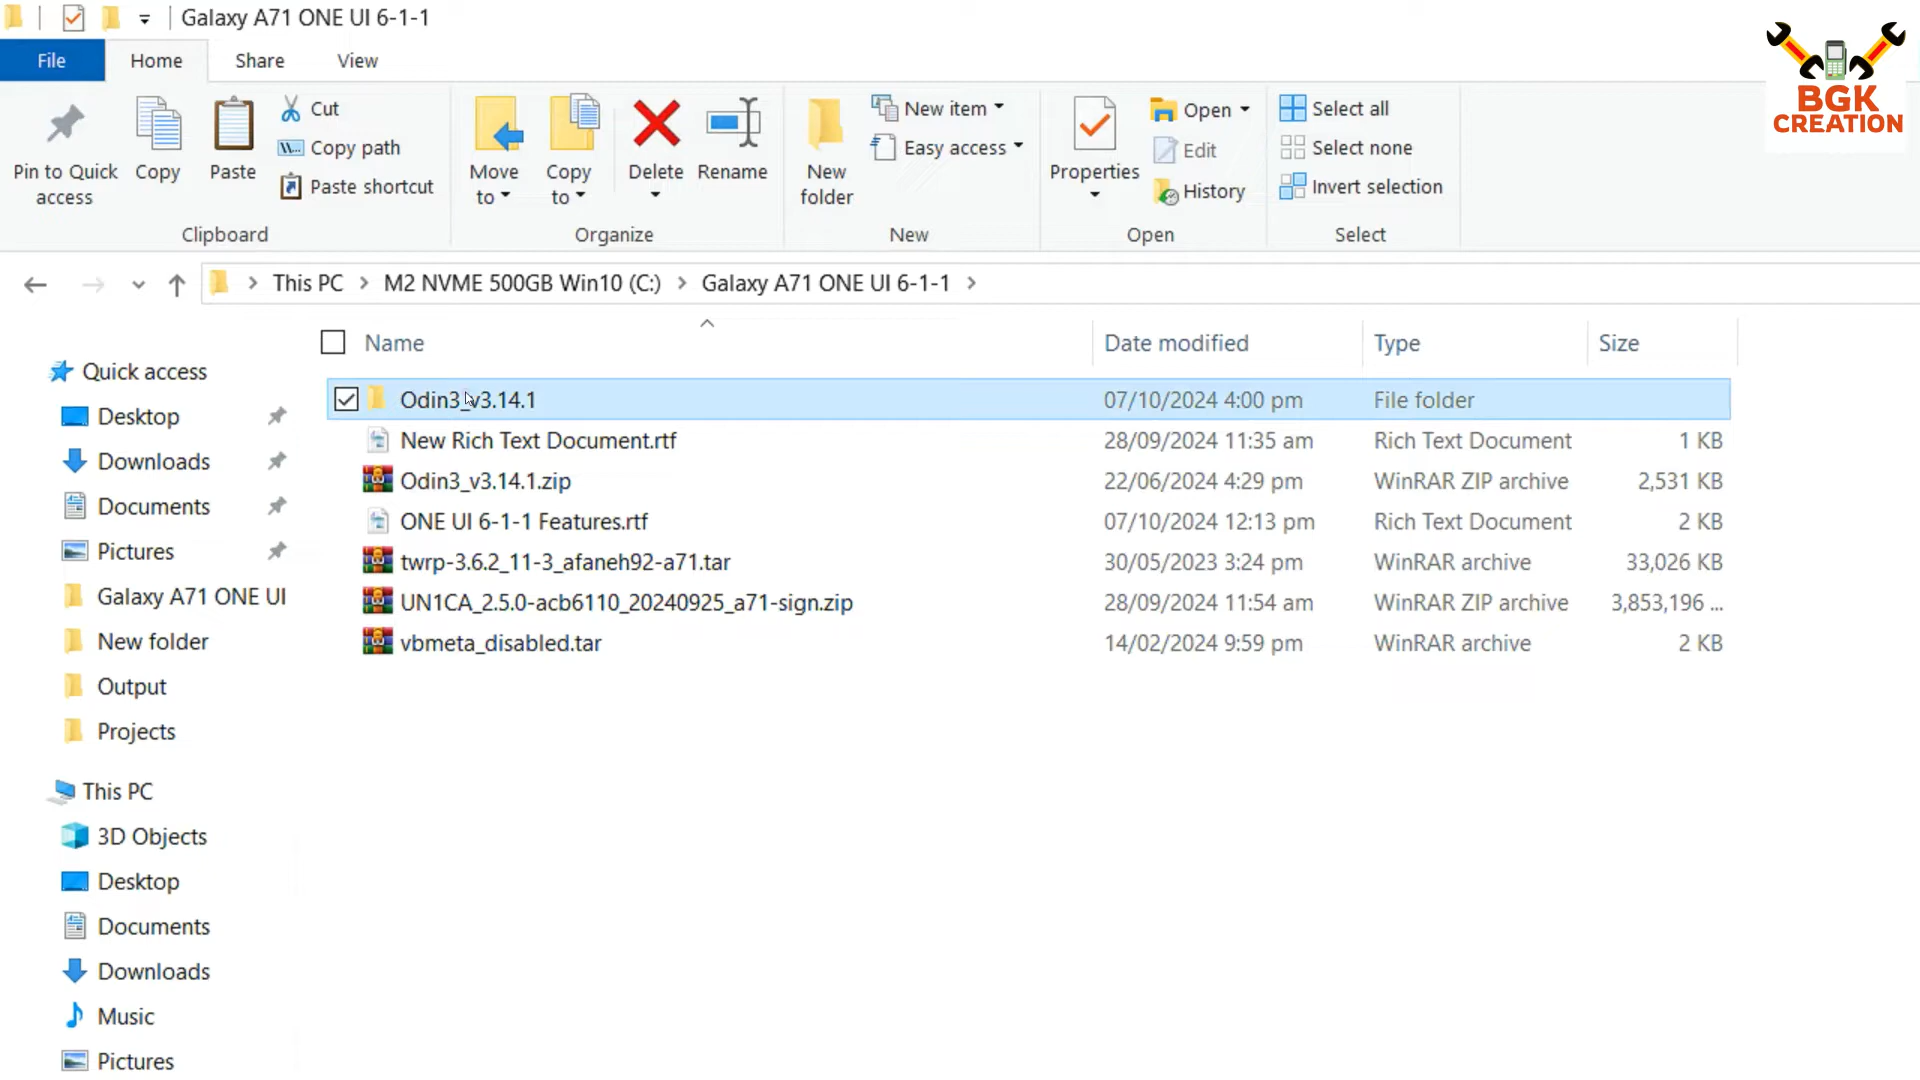 Galaxy A71 ONE UI 6-1-1
File Home Share View
Pin to Quick access
Copy
Paste
Cut
Copy path
Paste shortcut
Clipboard
Move to
Copy to
Delete
Rename
Organize
New folder
New item
Easy access
New
Properties
Open
Edit
History
Open
Select all
Select none
Invert selection
Select
BGK
CREATION
This PC M2 NVME 500GB Win10 (C:) Galaxy A71 ONE UI 6-1-1
Name Date modified Type Size
Odin3_v3.14.1 07/10/2024 4:00 pm File folder
New Rich Text Document.rtf 28/09/2024 11:35 am Rich Text Document 1 KB
Odin3_v3.14.1.zip 22/06/2024 4:29 pm WinRAR ZIP archive 2,531 KB
ONE UI 6-1-1 Features.rtf 07/10/2024 12:13 pm Rich Text Document 2 KB
twrp-3.6.2_11-3_afaneh92-a71.tar 30/05/2023 3:24 pm WinRAR archive 33,026 KB
UN1CA_2.5.0-acb6110_20240925_a71-sign.zip 28/09/2024 11:54 am WinRAR ZIP archive 3,853,196 ...
vbmeta_disabled.tar 14/02/2024 9:59 pm WinRAR archive 2 KB
Quick access
Desktop
Downloads
Documents
Pictures
Galaxy A71 ONE UI
New folder
Output
Projects
This PC
3D Objects
Desktop
Documents
Downloads
Music
Pictures